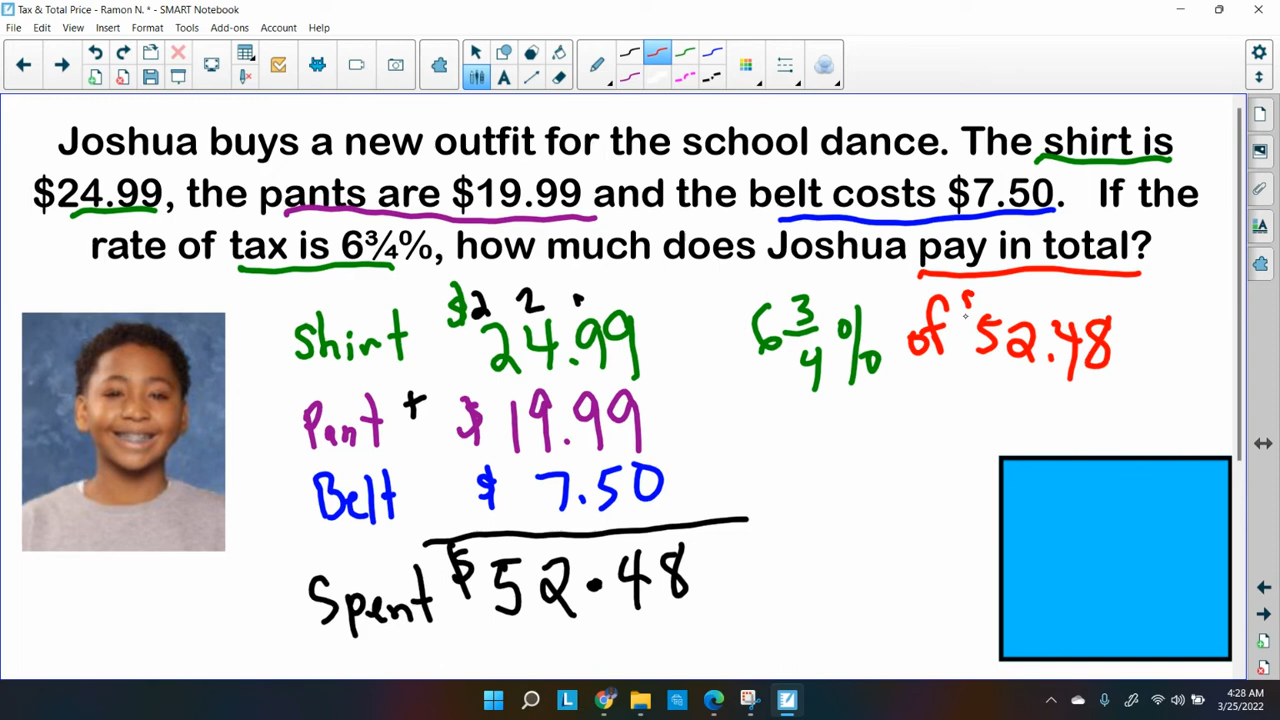 Tax & Total Price - Ramon N. * - SMART Notebook
File Edit View Insert Format Tools Add-ons Account Help
Joshua buys a new outfit for the school dance. The shirt is
$24.99, the pants are $19.99 and the belt costs $7.50. If the
rate of tax is 6¾%, how much does Joshua pay in total?
2 2
Shirt $24.99
Pant + $19.99
Belt $ 7.50
Spent $52.48
6 3/4 % of 52.48
4:28 AM
3/25/2022